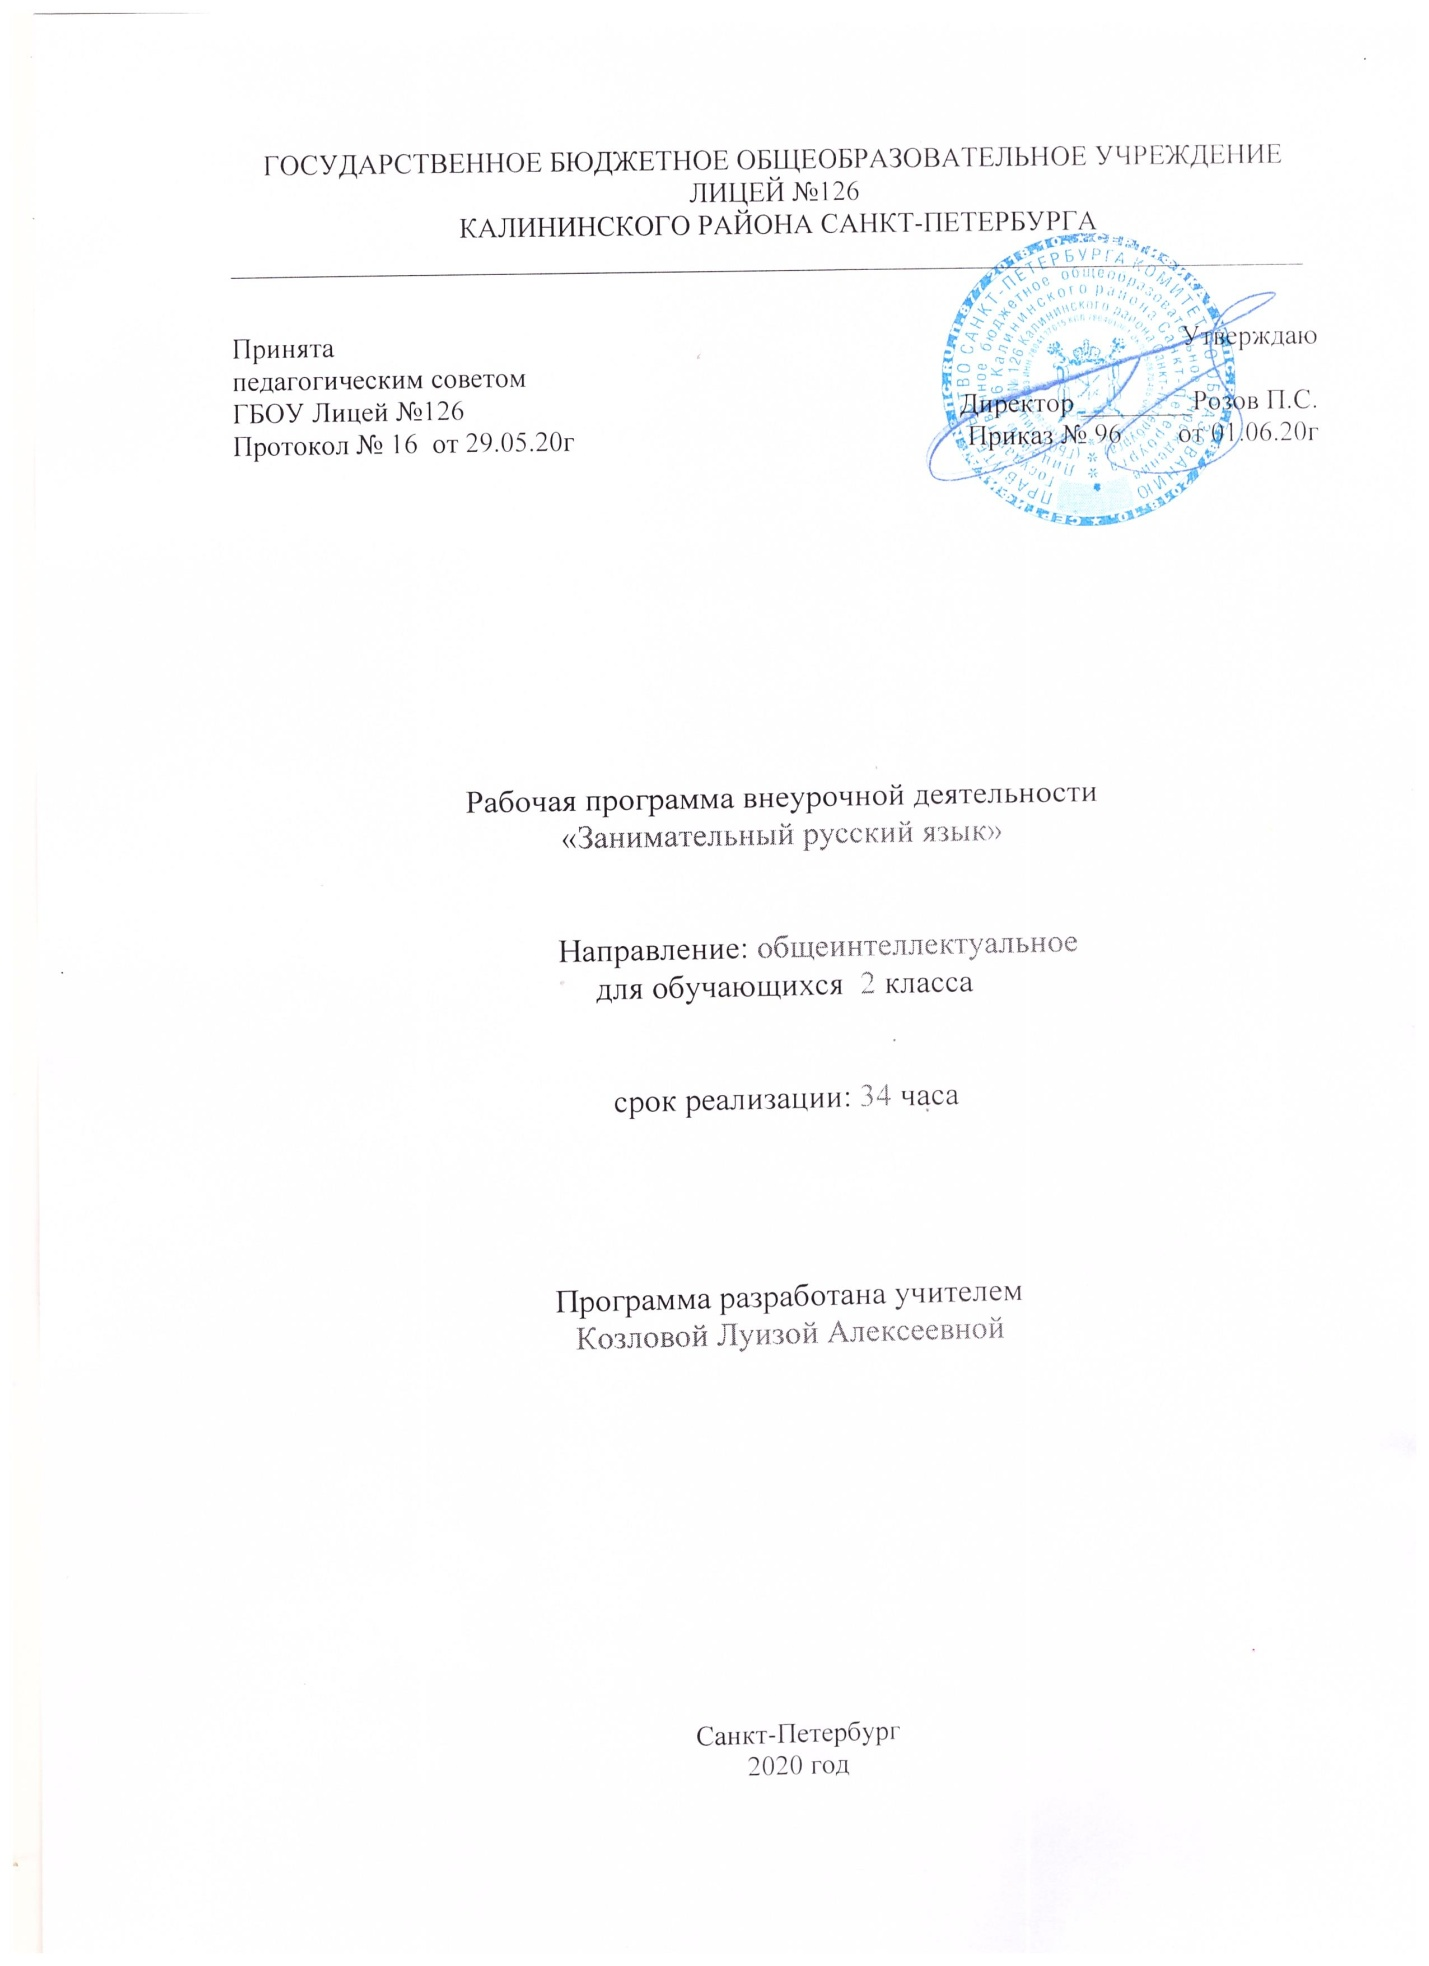 ГОСУДАРСТВЕННОЕ БЮДЖЕТНОЕ ОБЩЕОБРАЗОВАТЕЛЬНОЕ УЧРЕЖДЕНИЕ
ЛИЦЕЙ №126
КАЛИНИНСКОГО РАЙОНА САНКТ-ПЕТЕРБУРГА
Принята
педагогическим советом
ГБОУ Лицей №126
Протокол № 16 от 29.05.20г
Утверждаю
Директор ________ Розов П.С.
Приказ № 96 от 01.06.20г
Рабочая программа внеурочной деятельности
«Занимательный русский язык»
Направление: общеинтеллектуальное
для обучающихся 2 класса
срок реализации: 34 часа
Программа разработана учителем
Козловой Луизой Алексеевной
Санкт-Петербург
2020 год